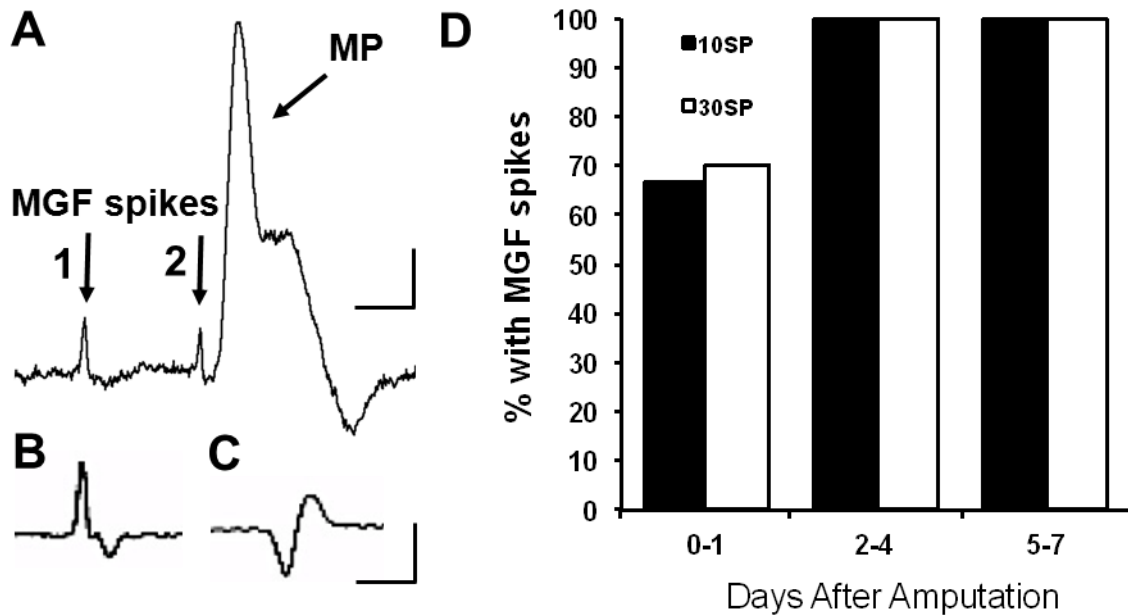 A
MP
MGF spikes
1
2
B
C
D
10SP
30SP
% with MGF spikes
100
90
80
70
60
50
40
30
20
10
0
0-1
2-4
5-7
Days After Amputation